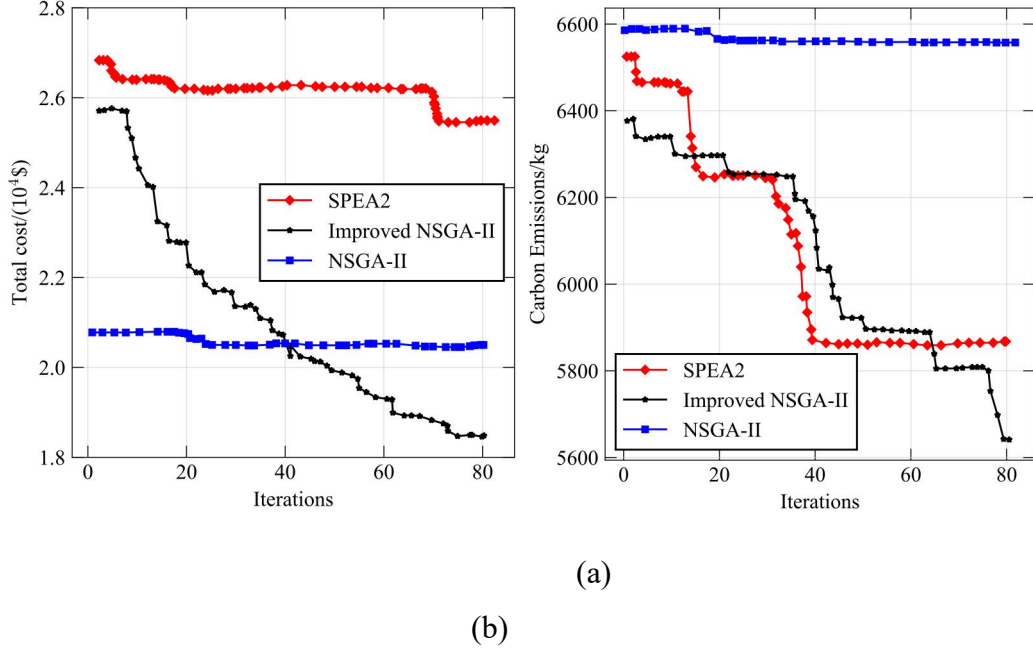 2.8
2.6
2.4
2.2
2.0
1.8
Total cost/(10⁴$)
SPEA2
Improved NSGA-II
NSGA-II
0
20
40
60
80
Iterations
6600
6400
6200
6000
5800
5600
Carbon Emissions/kg
SPEA2
Improved NSGA-II
NSGA-II
0
20
40
60
80
Iterations
(a)
(b)